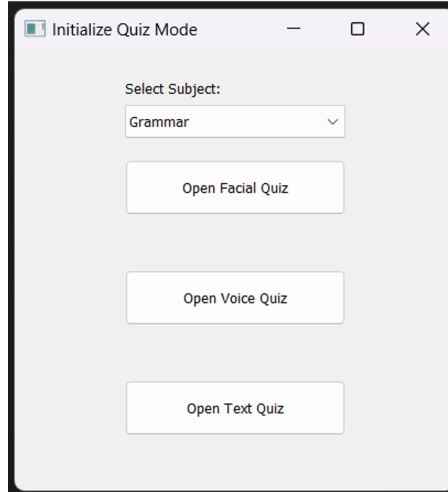 Initialize Quiz Mode
Select Subject:
Grammar
Open Facial Quiz
Open Voice Quiz
Open Text Quiz